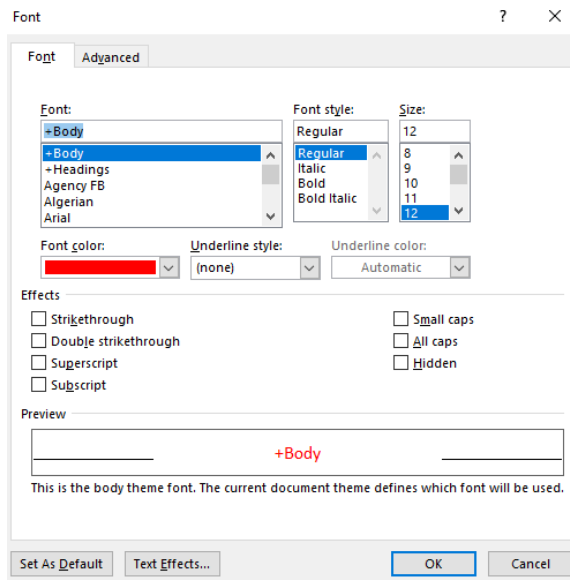 Font ?
Font Advanced
Font: Font style: Size:
+Body Regular 12
+Body Regular 8
+Headings Italic 9
Agency FB Bold 10
Algerian Bold Italic 11
Arial 12
Font color: Underline style: Underline color:
(none) Automatic
Effects
Strikethrough Small caps
Double strikethrough All caps
Superscript Hidden
Subscript
Preview
+Body
This is the body theme font. The current document theme defines which font will be used.
Set As Default Text Effects... OK Cancel